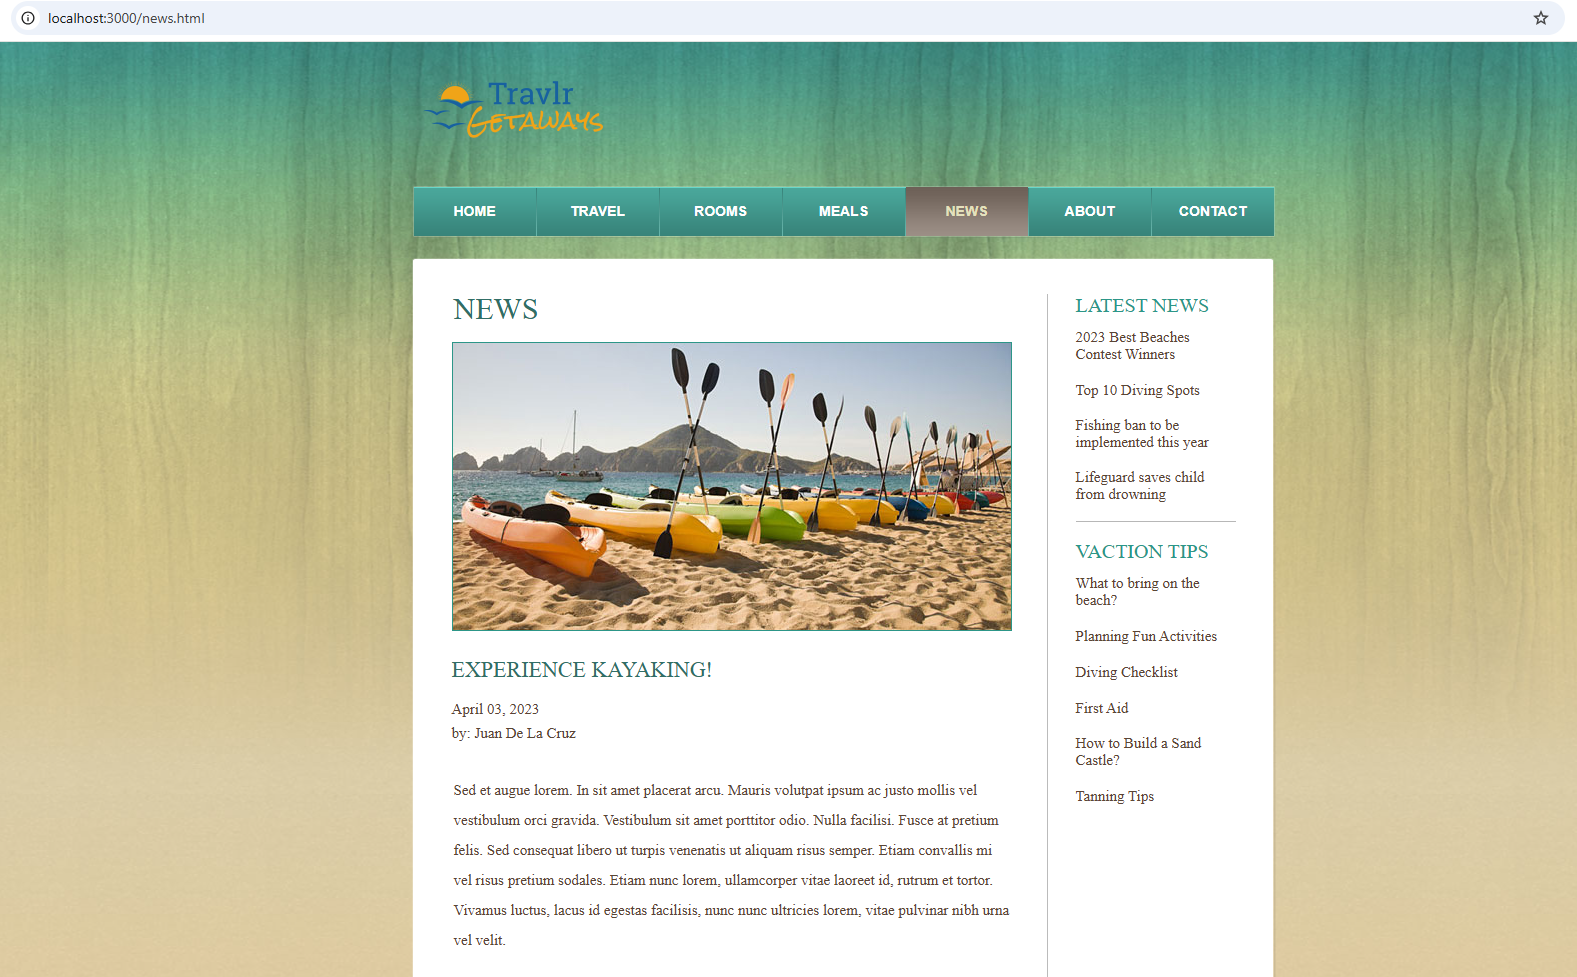 localhost:3000/news.html
Travlr
Getaways
HOME TRAVEL ROOMS MEALS NEWS ABOUT CONTACT
NEWS
EXPERIENCE KAYAKING!
April 03, 2023
by: Juan De La Cruz
Sed et augue lorem. In sit amet placerat arcu. Mauris volutpat ipsum ac justo mollis vel
vestibulum orci gravida. Vestibulum sit amet porttitor odio. Nulla facilisi. Fusce at pretium
felis. Sed consequat libero ut turpis venenatis ut aliquam risus semper. Etiam convallis mi
vel risus pretium sodales. Etiam nunc lorem, ullamcorper vitae laoreet id, rutrum et tortor.
Vivamus luctus, lacus id egestas facilisis, nunc nunc ultricies lorem, vitae pulvinar nibh urna
vel velit.
LATEST NEWS
2023 Best Beaches
Contest Winners
Top 10 Diving Spots
Fishing ban to be
implemented this year
Lifeguard saves child
from drowning
VACTION TIPS
What to bring on the
beach?
Planning Fun Activities
Diving Checklist
First Aid
How to Build a Sand
Castle?
Tanning Tips